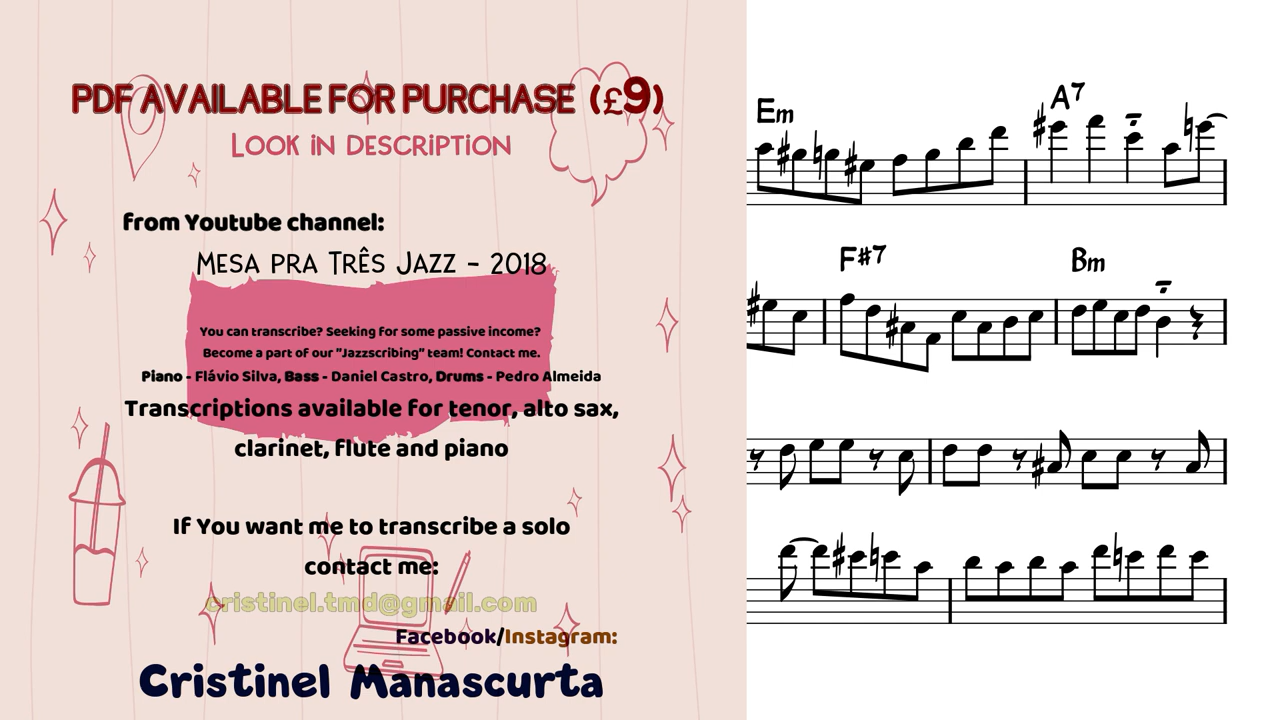 PDF AVAILABLE FOR PURCHASE (£9)
LOOK IN DESCRIPTION
from Youtube channel:
MESA PRA TRÊS JAZZ - 2018
You can transcribe? Seeking for some passive income?
Become a part of our "Jazzscribing" team! Contact me.
Piano - Flávio Silva, Bass - Daniel Castro, Drums - Pedro Almeida
Transcriptions available for tenor, alto sax,
clarinet, flute and piano
If You want me to transcribe a solo
contact me:
cristinel.tmd@gmail.com
Facebook/Instagram:
Cristinel Manascurta
Em A7
F#7 Bm